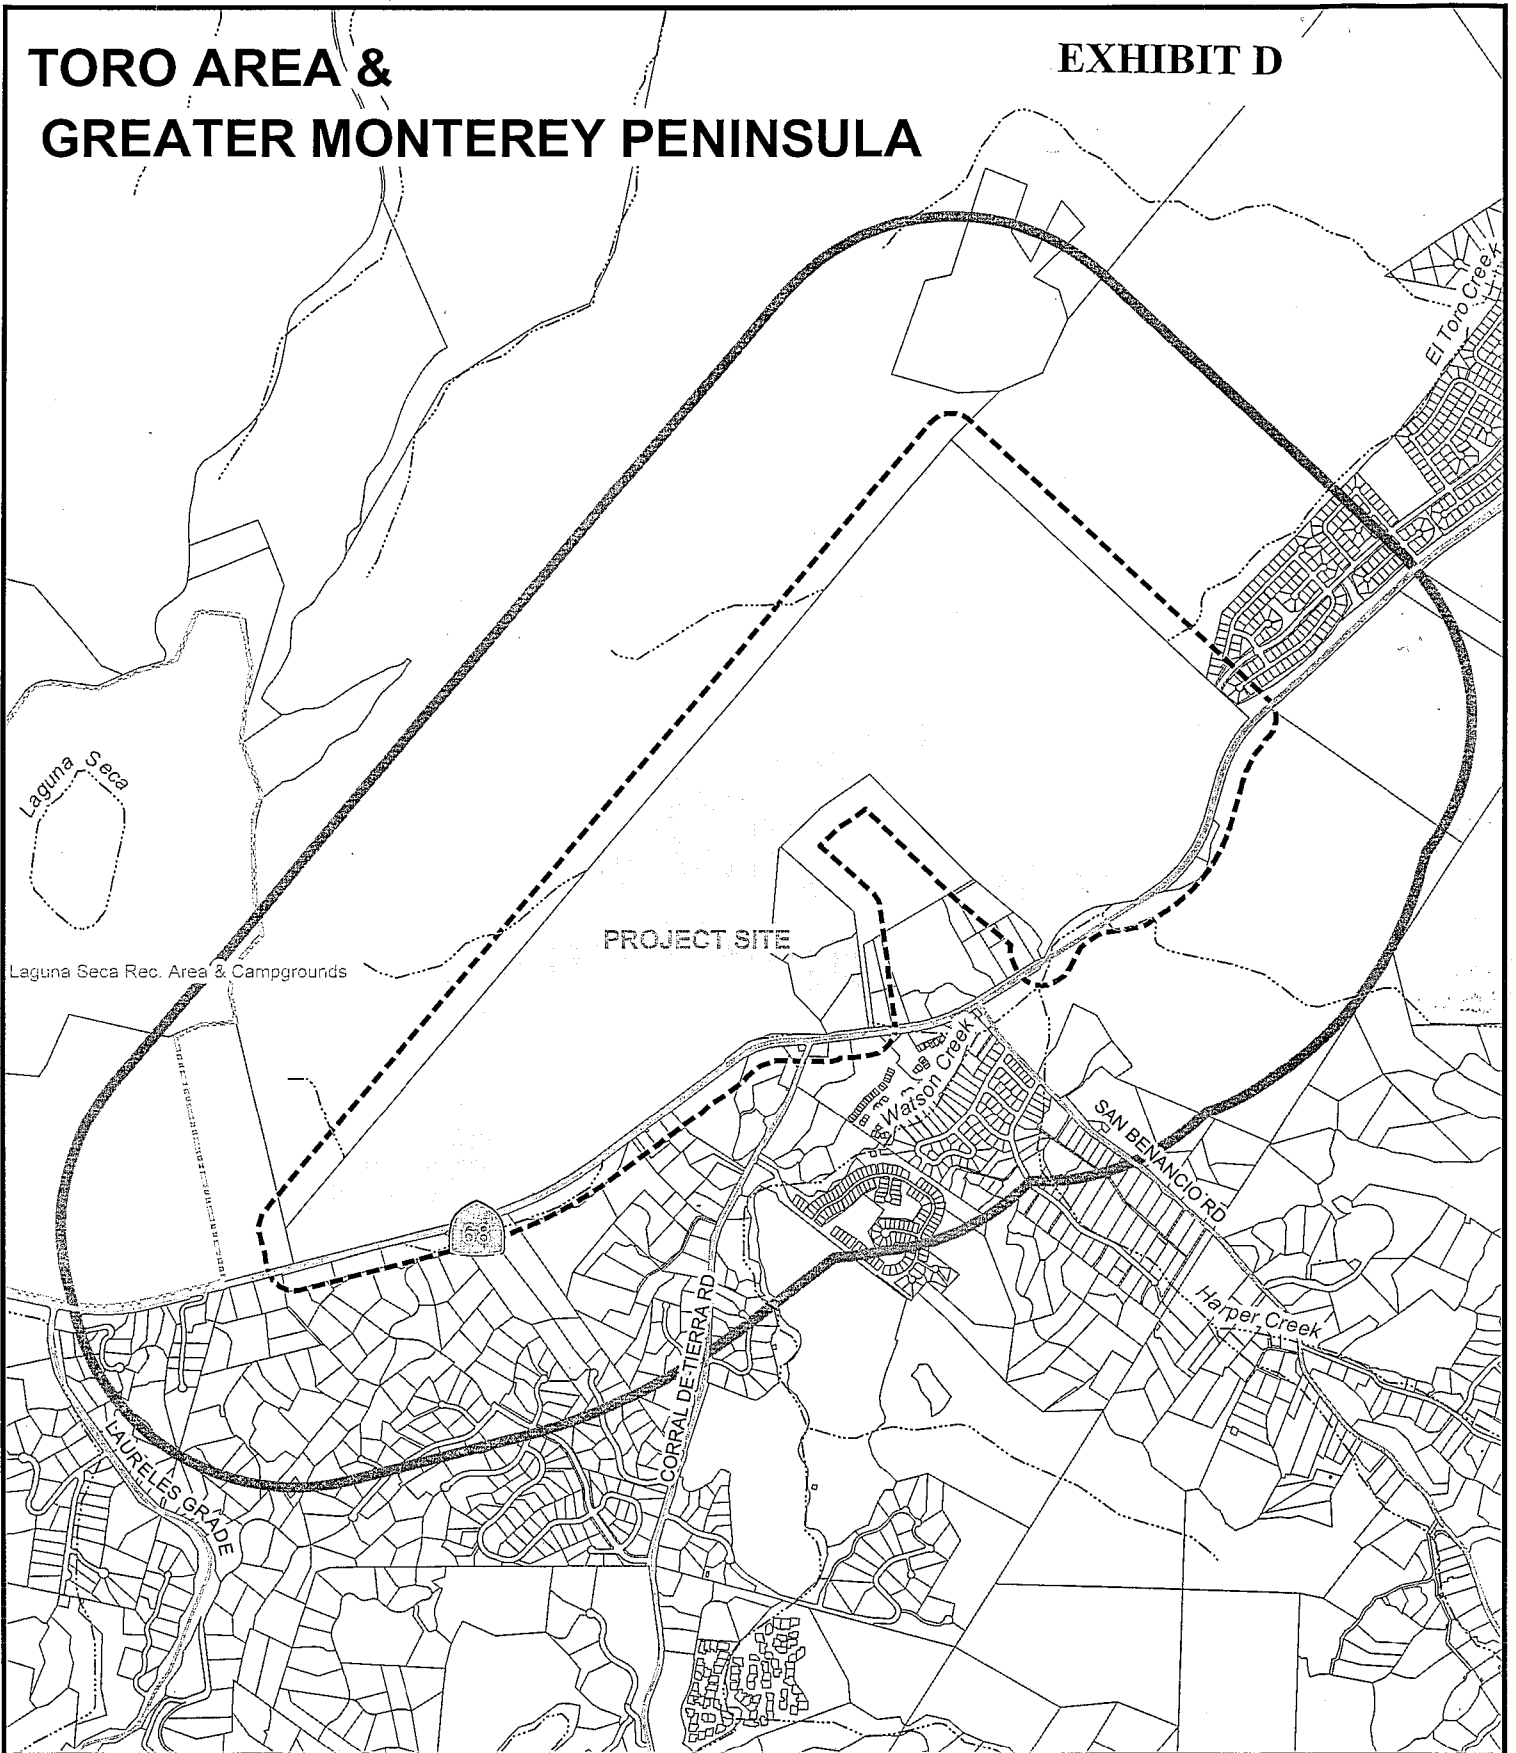 TORO AREA &
GREATER MONTEREY PENINSULA
EXHIBIT D
El Toro Creek
Laguna Seca
PROJECT SITE
Laguna Seca Rec. Area & Campgrounds
Watson Creek
SAN BENANCIO RD
68
CORRAL DE TIERRA RD
Harper Creek
LAURELES GRADE